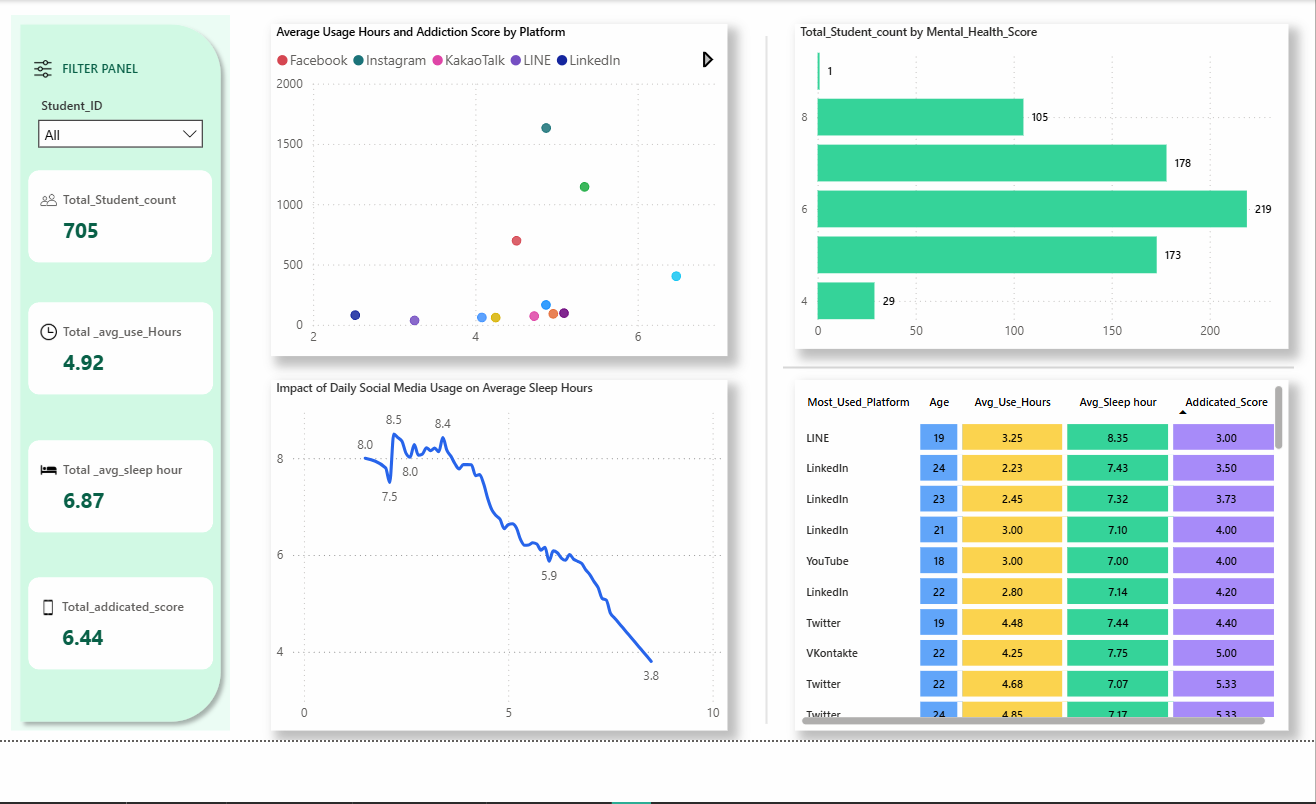 FILTER PANEL
Student_ID
All
Total_Student_count
705
Total _avg_use_Hours
4.92
Total _avg_sleep hour
6.87
Total_addicated_score
6.44
Average Usage Hours and Addiction Score by Platform
Facebook Instagram KakaoTalk LINE LinkedIn
2000
1500
1000
500
0
2 4 6
Impact of Daily Social Media Usage on Average Sleep Hours
8.5
8.4
8.0
8
8.0
7.5
6
5.9
4
3.8
0 5 10
Total_Student_count by Mental_Health_Score
1
8 105
178
6 219
173
4 29
0 50 100 150 200
Most_Used_Platform Age Avg_Use_Hours Avg_Sleep hour Addicated_Score
LINE 19 3.25 8.35 3.00
LinkedIn 24 2.23 7.43 3.50
LinkedIn 23 2.45 7.32 3.73
LinkedIn 21 3.00 7.10 4.00
YouTube 18 3.00 7.00 4.00
LinkedIn 22 2.80 7.14 4.20
Twitter 19 4.48 7.44 4.40
VKontakte 22 4.25 7.75 5.00
Twitter 22 4.68 7.07 5.33
Twitter 24 4.85 7.17 5.33